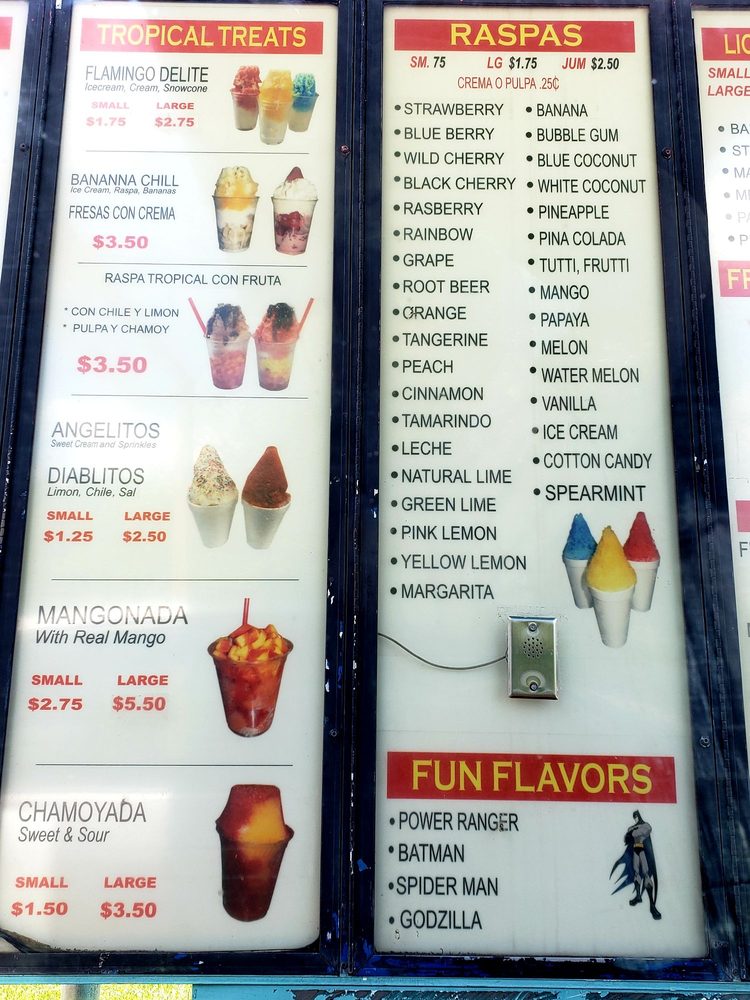 TROPICAL TREATS
FLAMINGO DELITE
Icecream, Cream, Snowcone
SMALL LARGE
$1.75 $2.75
BANANNA CHILL
Ice Cream, Raspa, Bananas
FRESAS CON CREMA
$3.50
RASPA TROPICAL CON FRUTA
* CON CHILE Y LIMON
* PULPA Y CHAMOY
$3.50
ANGELITOS
Sweet Cream and Sprinkles
DIABLITOS
Limon, Chile, Sal
SMALL LARGE
$1.25 $2.50
MANGONADA
With Real Mango
SMALL LARGE
$2.75 $5.50
CHAMOYADA
Sweet & Sour
SMALL LARGE
$1.50 $3.50
RASPAS
SM. 75 LG $1.75 JUM $2.50
CREMA O PULPA .25¢
• STRAWBERRY
• BLUE BERRY
• WILD CHERRY
• BLACK CHERRY
• RASBERRY
• RAINBOW
• GRAPE
• ROOT BEER
• ORANGE
• TANGERINE
• PEACH
• CINNAMON
• TAMARINDO
• LECHE
• NATURAL LIME
• GREEN LIME
• PINK LEMON
• YELLOW LEMON
• MARGARITA
• BANANA
• BUBBLE GUM
• BLUE COCONUT
• WHITE COCONUT
• PINEAPPLE
• PINA COLADA
• TUTTI, FRUTTI
• MANGO
• PAPAYA
• MELON
• WATER MELON
• VANILLA
• ICE CREAM
• COTTON CANDY
• SPEARMINT
FUN FLAVORS
• POWER RANGER
• BATMAN
• SPIDER MAN
• GODZILLA
SMALL
LARGE